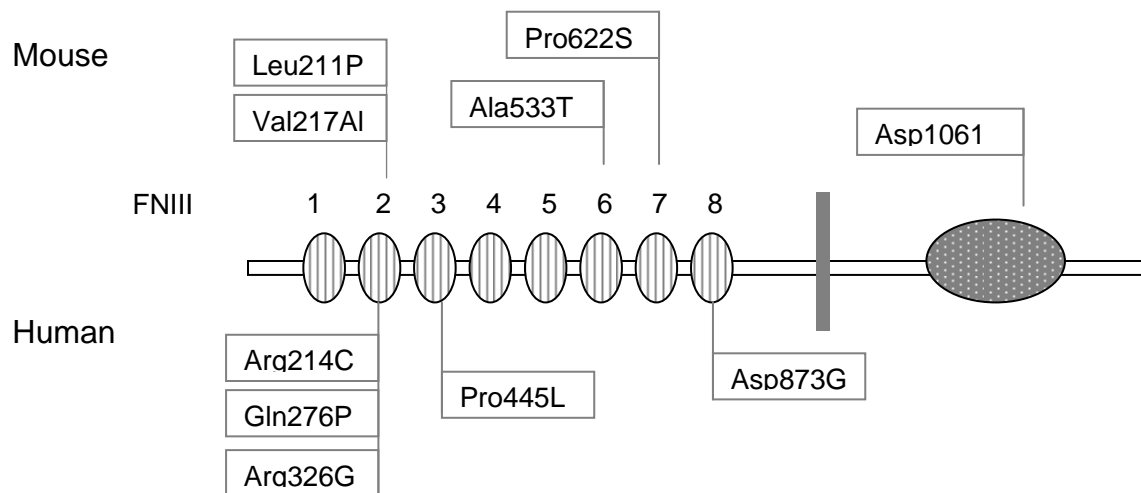 Mouse
Pro622S
Leu211P
Ala533T
Val217Al
Asp1061
FNIII 1 2 3 4 5 6 7 8
Human
Arg214C
Asp873G
Pro445L
Gln276P
Arg326G